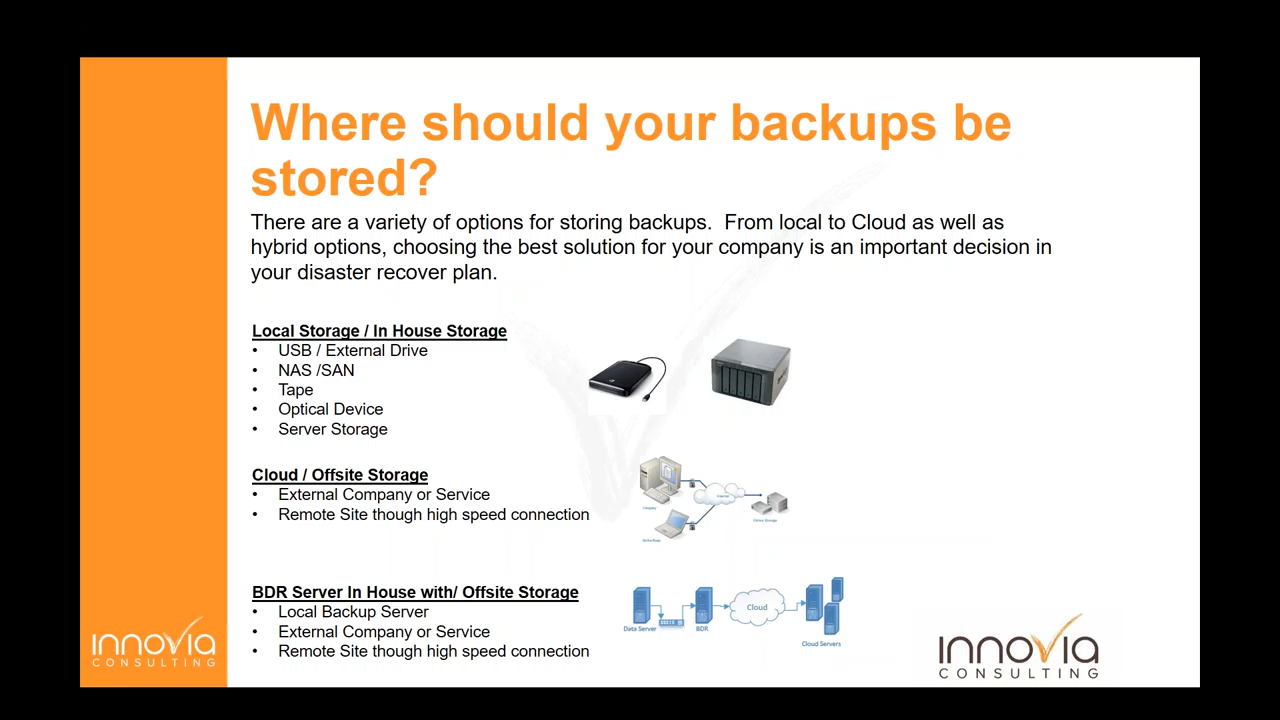 Where should your backups be
stored?
There are a variety of options for storing backups.  From local to Cloud as well as
hybrid options, choosing the best solution for your company is an important decision in
your disaster recover plan.
Local Storage / In House Storage
• USB / External Drive
• NAS /SAN
• Tape
• Optical Device
• Server Storage
Cloud / Offsite Storage
• External Company or Service
• Remote Site though high speed connection
Internet
BDR Server In House with/ Offsite Storage
• Local Backup Server
• External Company or Service
• Remote Site though high speed connection
Data Server
BDR
Cloud
Cloud Servers
INNOVIA
CONSULTING
INNOVIA
CONSULTING